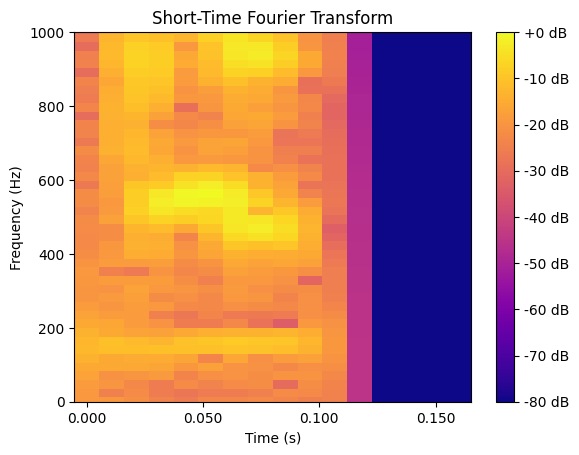 Short-Time Fourier Transform
1000
800
600
400
200
0
Frequency (Hz)
0.000
0.050
0.100
0.150
Time (s)
+0 dB
-10 dB
-20 dB
-30 dB
-40 dB
-50 dB
-60 dB
-70 dB
-80 dB